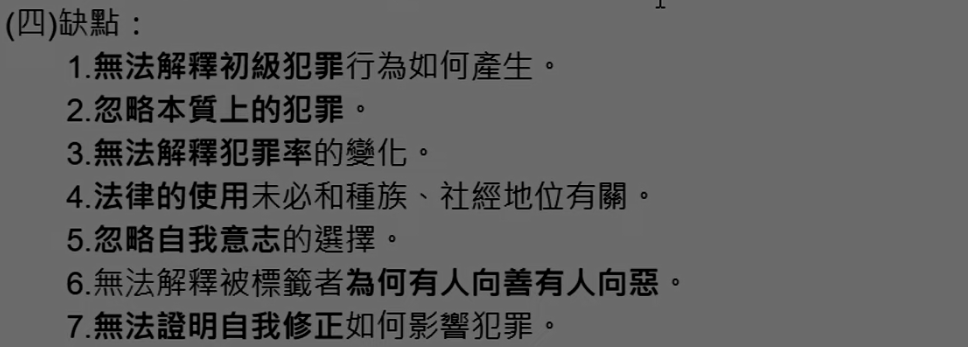 (四)缺點：
1.無法解釋初級犯罪行為如何產生。
2.忽略本質上的犯罪。
3.無法解釋犯罪率的變化。
4.法律的使用未必和種族、社經地位有關。
5.忽略自我意志的選擇。
6.無法解釋被標籤者為何有人向善有人向惡。
7.無法證明自我修正如何影響犯罪。